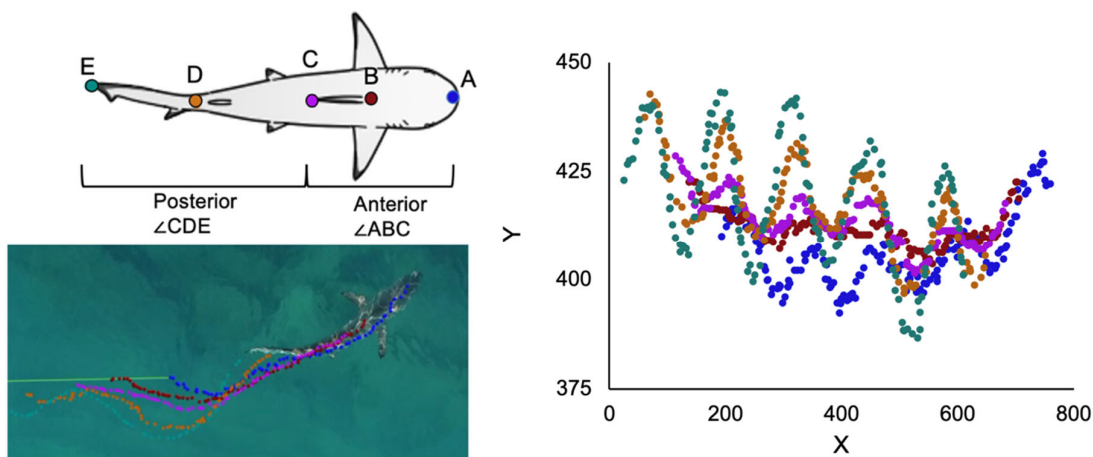 E
D
C
B
A
Posterior
∠CDE
Anterior
∠ABC
450
425
400
375
Y
0
200
400
600
800
X